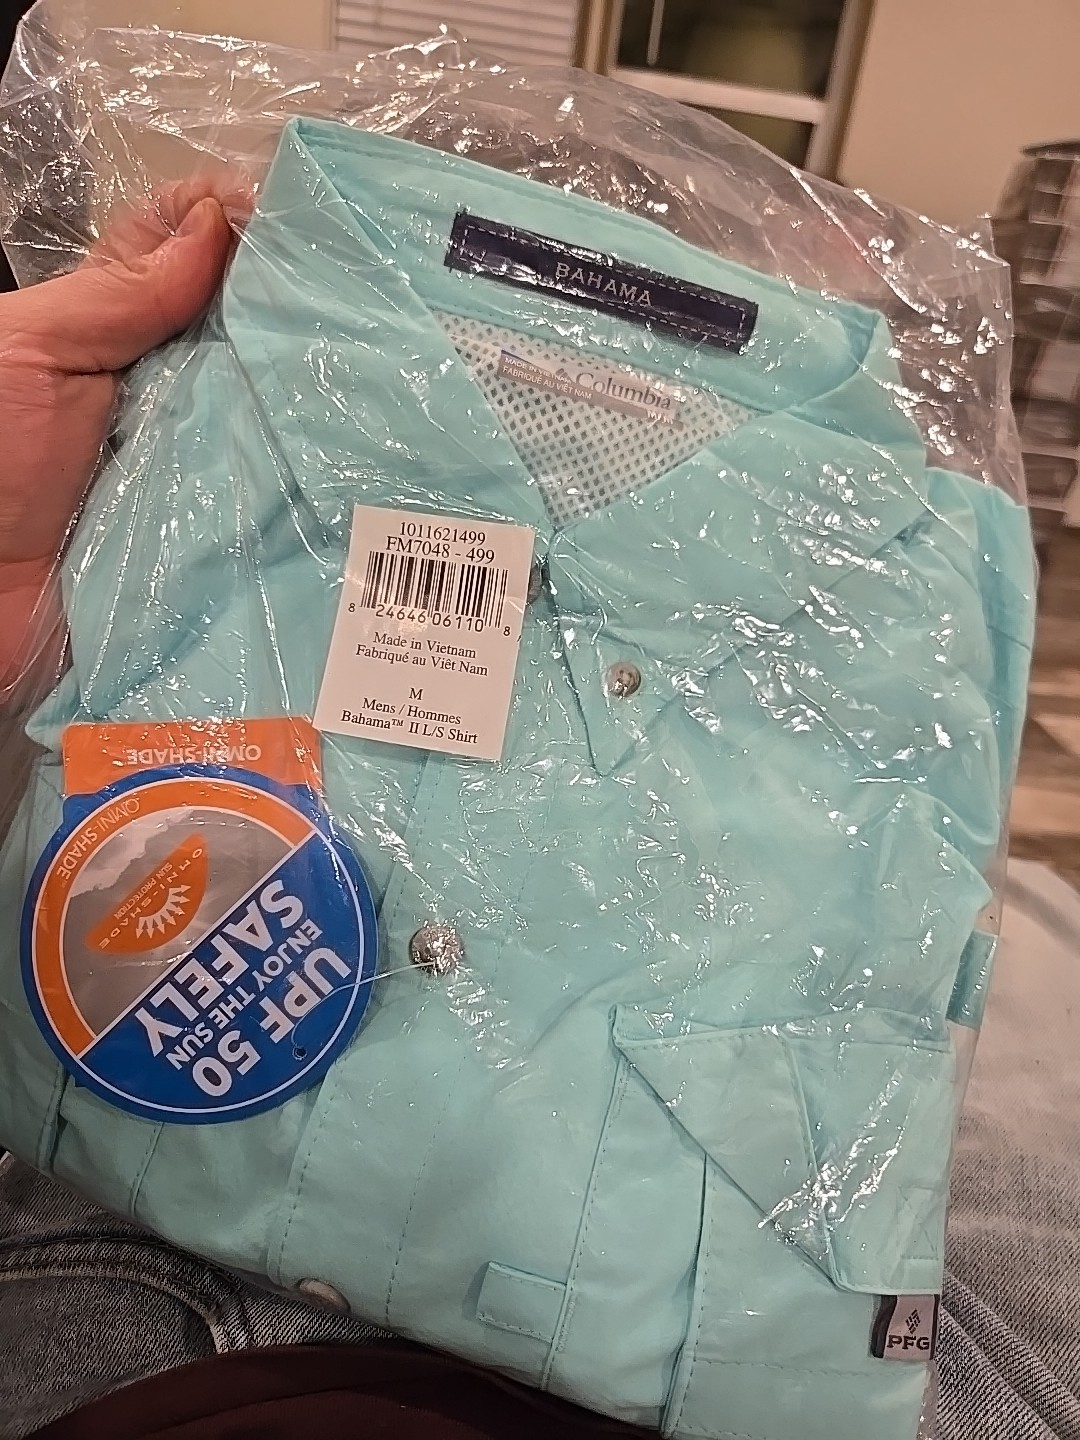 BAHAMA
MADE IN VIETNAM
FABRIQUÉ AU VIÊT NAM
Columbia
1011621499
FM7048 - 499
8 24646 06110 8
Made in Vietnam
Fabriqué au Viêt Nam
M
Mens / Hommes
Bahama™ II L/S Shirt
OMNI SHADE
OMNI SHADE™
OMNI-SHADE
SUN PROTECTION
UPF 50
ENJOY THE SUN
SAFELY
PFG